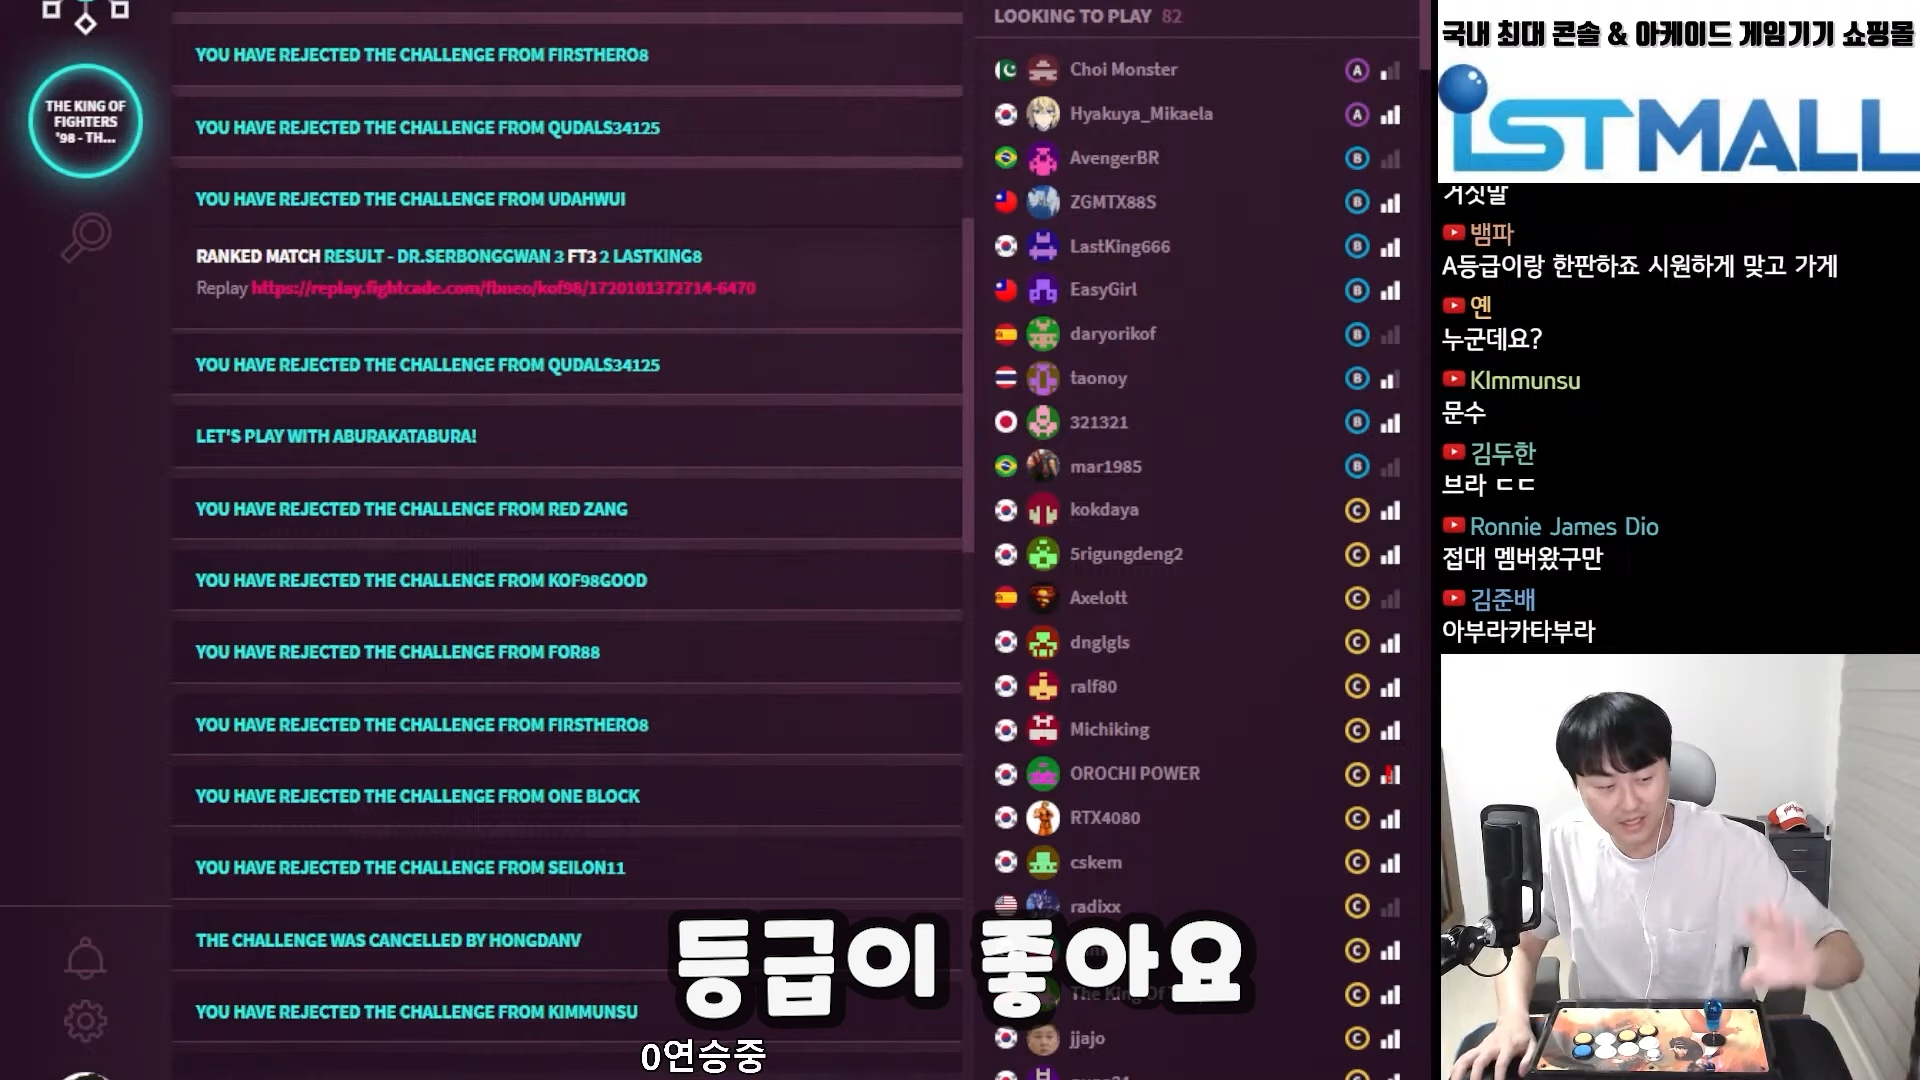 THE KING OF
FIGHTERS
'98 - TH...
YOU HAVE REJECTED THE CHALLENGE FROM FIRSTHERO8
YOU HAVE REJECTED THE CHALLENGE FROM QUDALS34125
YOU HAVE REJECTED THE CHALLENGE FROM UDAHWUI
RANKED MATCH RESULT - DR.SERBONGGWAN 3 FT3 2 LASTKING8
Replay https://replay.fightcade.com/fbneo/kof98/1720101372714-6470
YOU HAVE REJECTED THE CHALLENGE FROM QUDALS34125
LET'S PLAY WITH ABURAKATABURA!
YOU HAVE REJECTED THE CHALLENGE FROM RED ZANG
YOU HAVE REJECTED THE CHALLENGE FROM KOF98GOOD
YOU HAVE REJECTED THE CHALLENGE FROM FOR88
YOU HAVE REJECTED THE CHALLENGE FROM FIRSTHERO8
YOU HAVE REJECTED THE CHALLENGE FROM ONE BLOCK
YOU HAVE REJECTED THE CHALLENGE FROM SEILON11
THE CHALLENGE WAS CANCELLED BY HONGDANV
YOU HAVE REJECTED THE CHALLENGE FROM KIMMUNSU
LOOKING TO PLAY 82
Choi Monster A
Hyakuya_Mikaela A
AvengerBR B
ZGMTX88S B
LastKing666 B
EasyGirl B
daryorikof B
taonoy B
321321 B
mar1985 B
kokdaya C
5rigungdeng2 C
Axelott C
dnglgls C
ralf80 C
Michiking C
OROCHI POWER C
RTX4080 C
cskem C
radixx C
C
The King Of C
jjajo C
등급이 좋아요
0연승중
국내 최대 콘솔 & 아케이드 게임기기 쇼핑몰
iSTMALL
거짓말
뱀파
A등급이랑 한판하죠 시원하게 맞고 가게
옌
누군데요?
KImmunsu
문수
김두한
브라 ㄷㄷ
Ronnie James Dio
접대 멤버왔구만
김준배
아부라카타부라